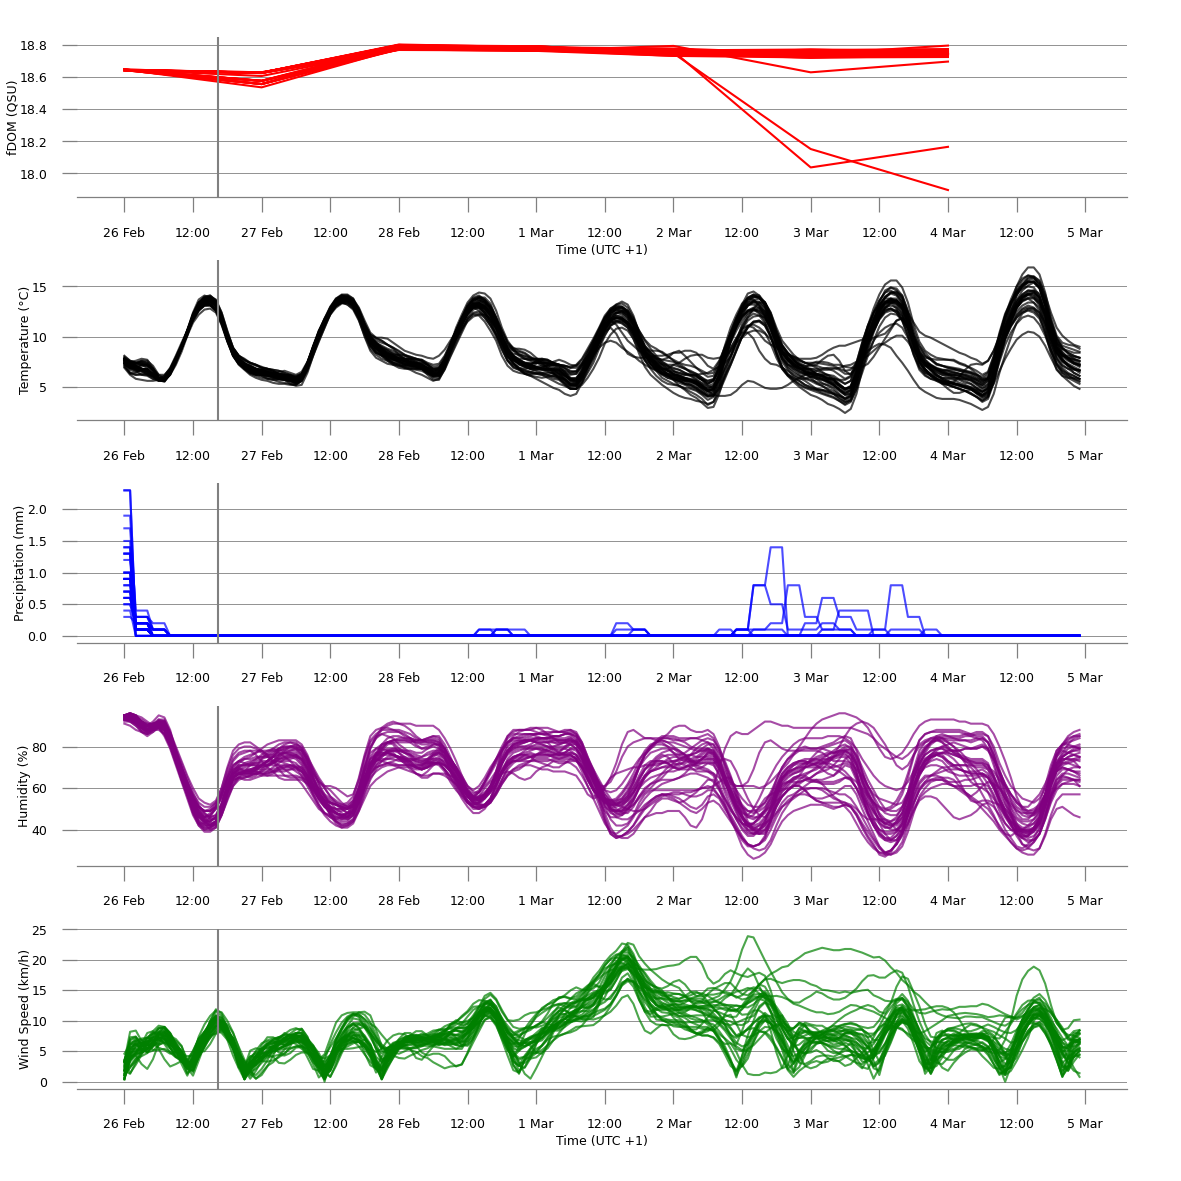 fDOM (QSU)
18.8
18.6
18.4
18.2
18.0
26 Feb 12:00 27 Feb 12:00 28 Feb 12:00 1 Mar 12:00 2 Mar 12:00 3 Mar 12:00 4 Mar 12:00 5 Mar
Time (UTC +1)
Temperature (°C)
15
10
5
26 Feb 12:00 27 Feb 12:00 28 Feb 12:00 1 Mar 12:00 2 Mar 12:00 3 Mar 12:00 4 Mar 12:00 5 Mar
Precipitation (mm)
2.0
1.5
1.0
0.5
0.0
26 Feb 12:00 27 Feb 12:00 28 Feb 12:00 1 Mar 12:00 2 Mar 12:00 3 Mar 12:00 4 Mar 12:00 5 Mar
Humidity (%)
80
60
40
26 Feb 12:00 27 Feb 12:00 28 Feb 12:00 1 Mar 12:00 2 Mar 12:00 3 Mar 12:00 4 Mar 12:00 5 Mar
Wind Speed (km/h)
25
20
15
10
5
0
26 Feb 12:00 27 Feb 12:00 28 Feb 12:00 1 Mar 12:00 2 Mar 12:00 3 Mar 12:00 4 Mar 12:00 5 Mar
Time (UTC +1)